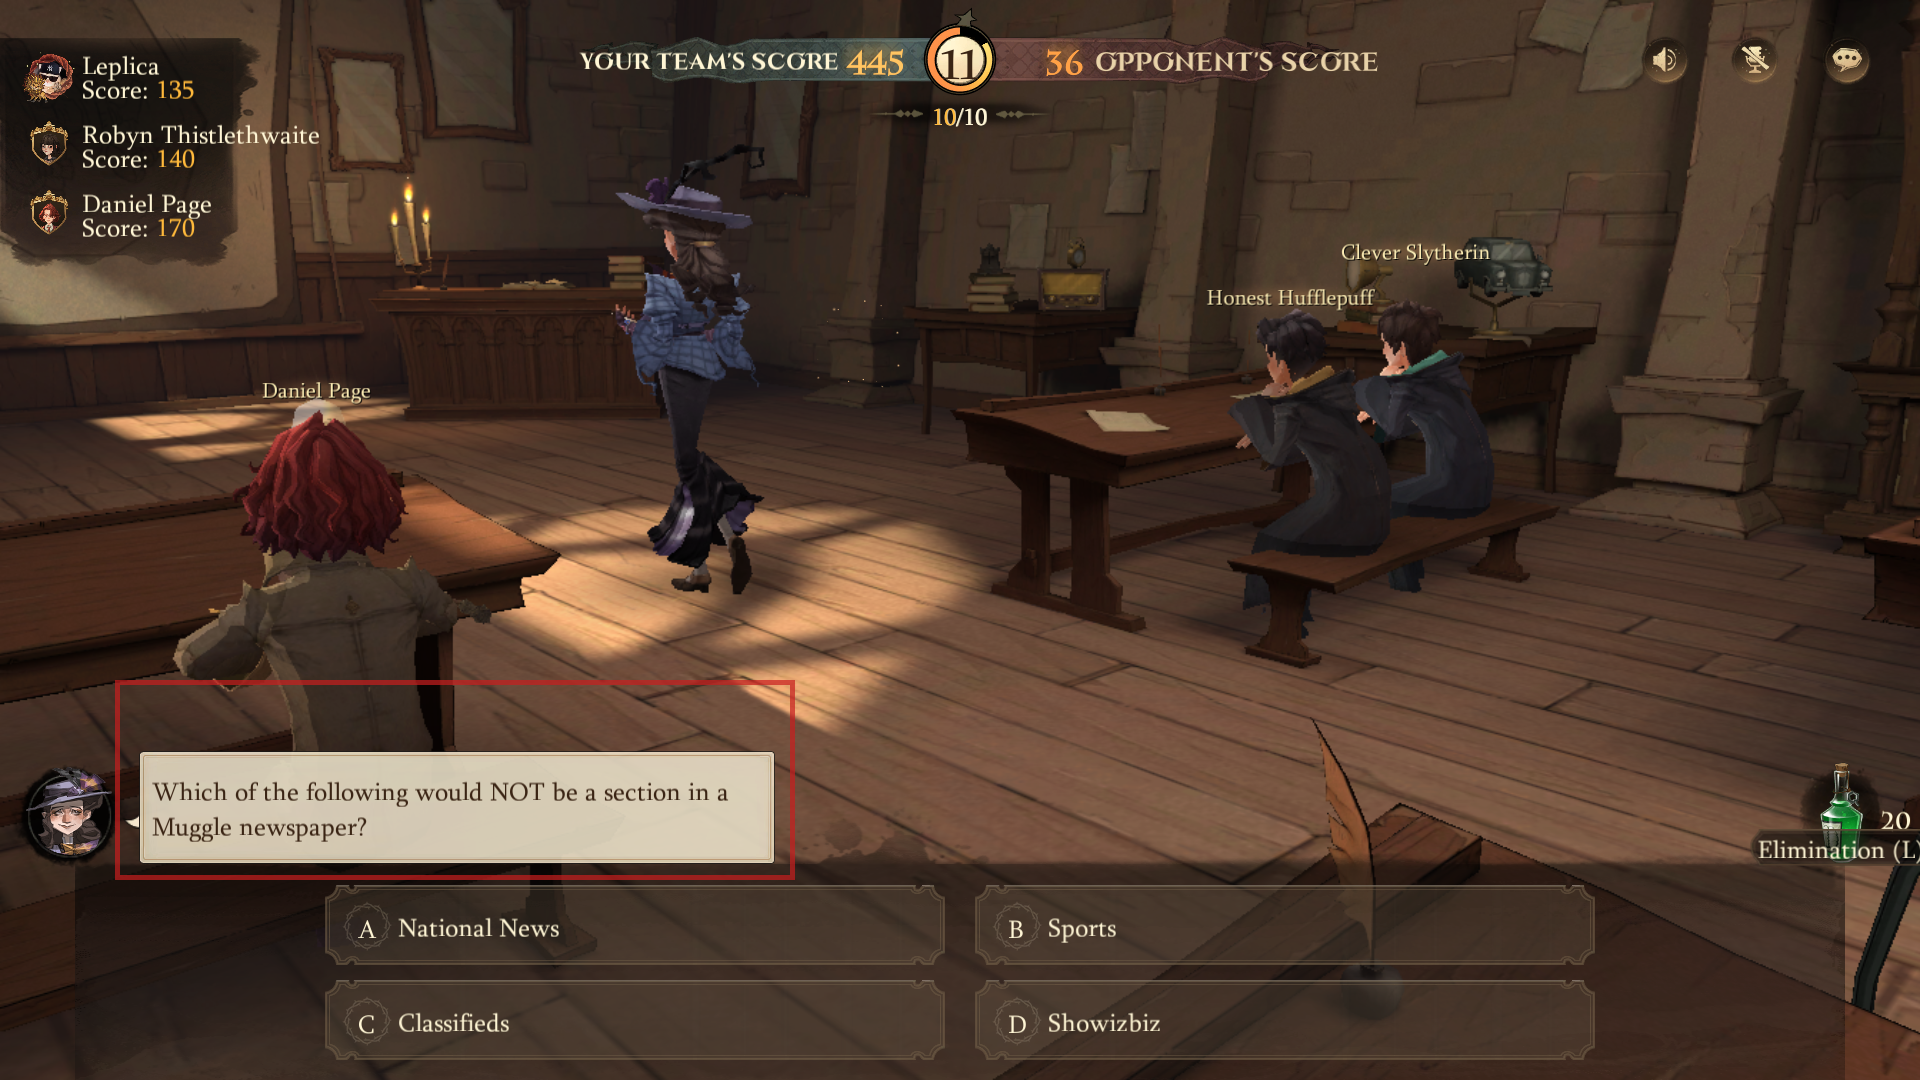 Leplica
Score: 135
Robyn Thistlethwaite
Score: 140
Daniel Page
Score: 170
YOUR TEAM'S SCORE 445 11 36 OPPONENT'S SCORE
10/10
Clever Slytherin
Honest Hufflepuff
Daniel Page
Which of the following would NOT be a section in a
Muggle newspaper?
20
Elimination (L)
A National News
B Sports
C Classifieds
D Showizbiz